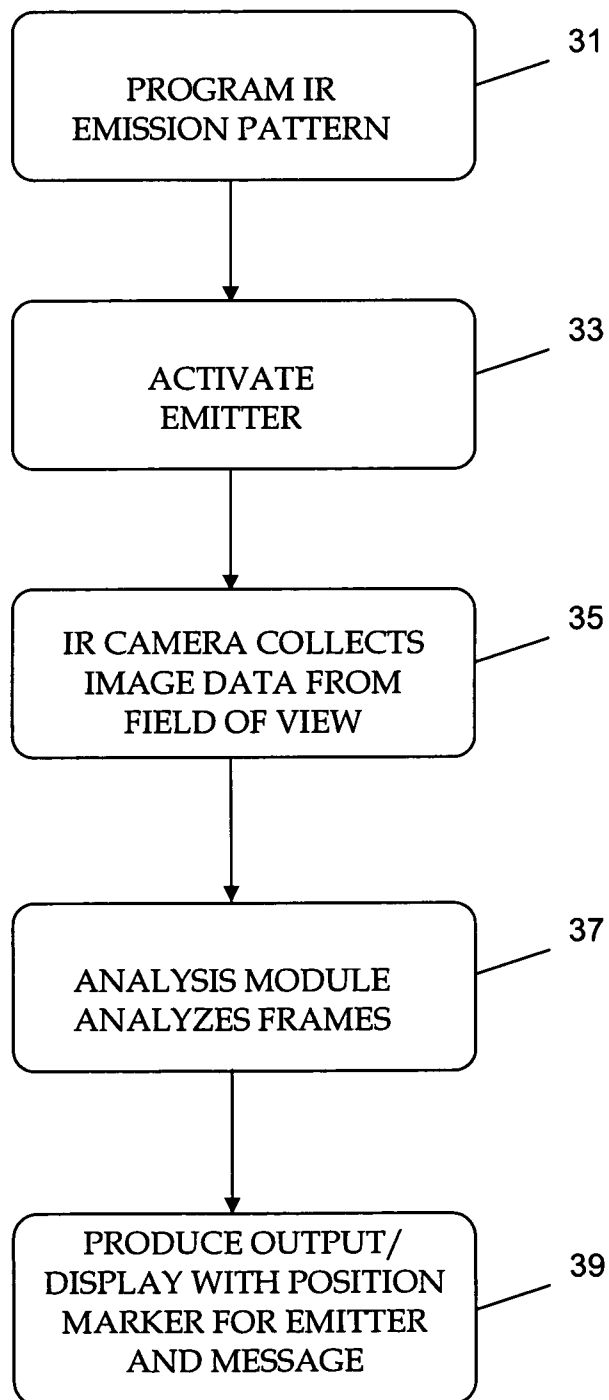 31
PROGRAM IR
EMISSION PATTERN
33
ACTIVATE
EMITTER
35
IR CAMERA COLLECTS
IMAGE DATA FROM
FIELD OF VIEW
37
ANALYSIS MODULE
ANALYZES FRAMES
39
PRODUCE OUTPUT/
DISPLAY WITH POSITION
MARKER FOR EMITTER
AND MESSAGE